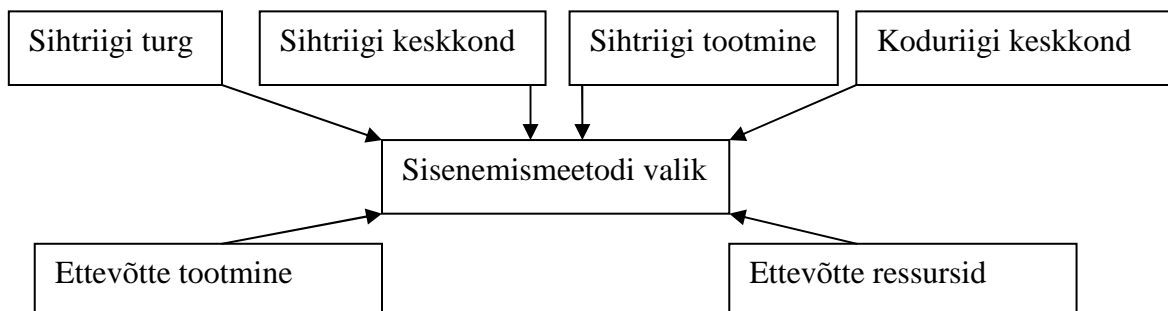 Sihtriigi turg
Sihtriigi keskkond
Sihtriigi tootmine
Koduriigi keskkond
Sisenemismeetodi valik
Ettevõtte tootmine
Ettevõtte ressursid